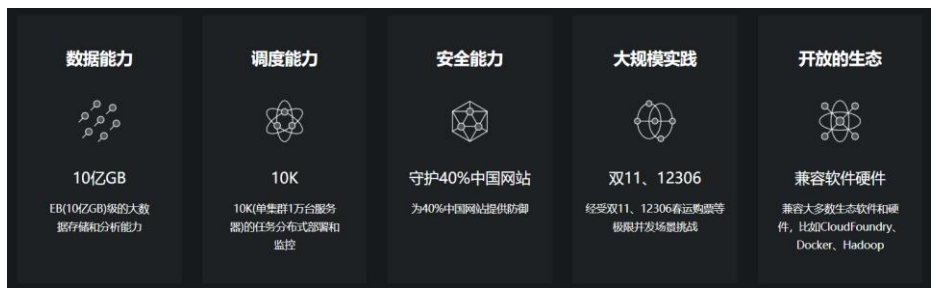 数据能力
10亿GB
EB(10亿GB)级的大数
据存储和分析能力
调度能力
10K
10K(单集群1万台服务
器)的任务分布式部署和
监控
安全能力
守护40%中国网站
为40%中国网站提供防御
大规模实践
双11、12306
经受双11、12306春运购票等
极限并发场景挑战
开放的生态
兼容软件硬件
兼容大多数生态软件和硬
件，比如CloudFoundry、
Docker、Hadoop